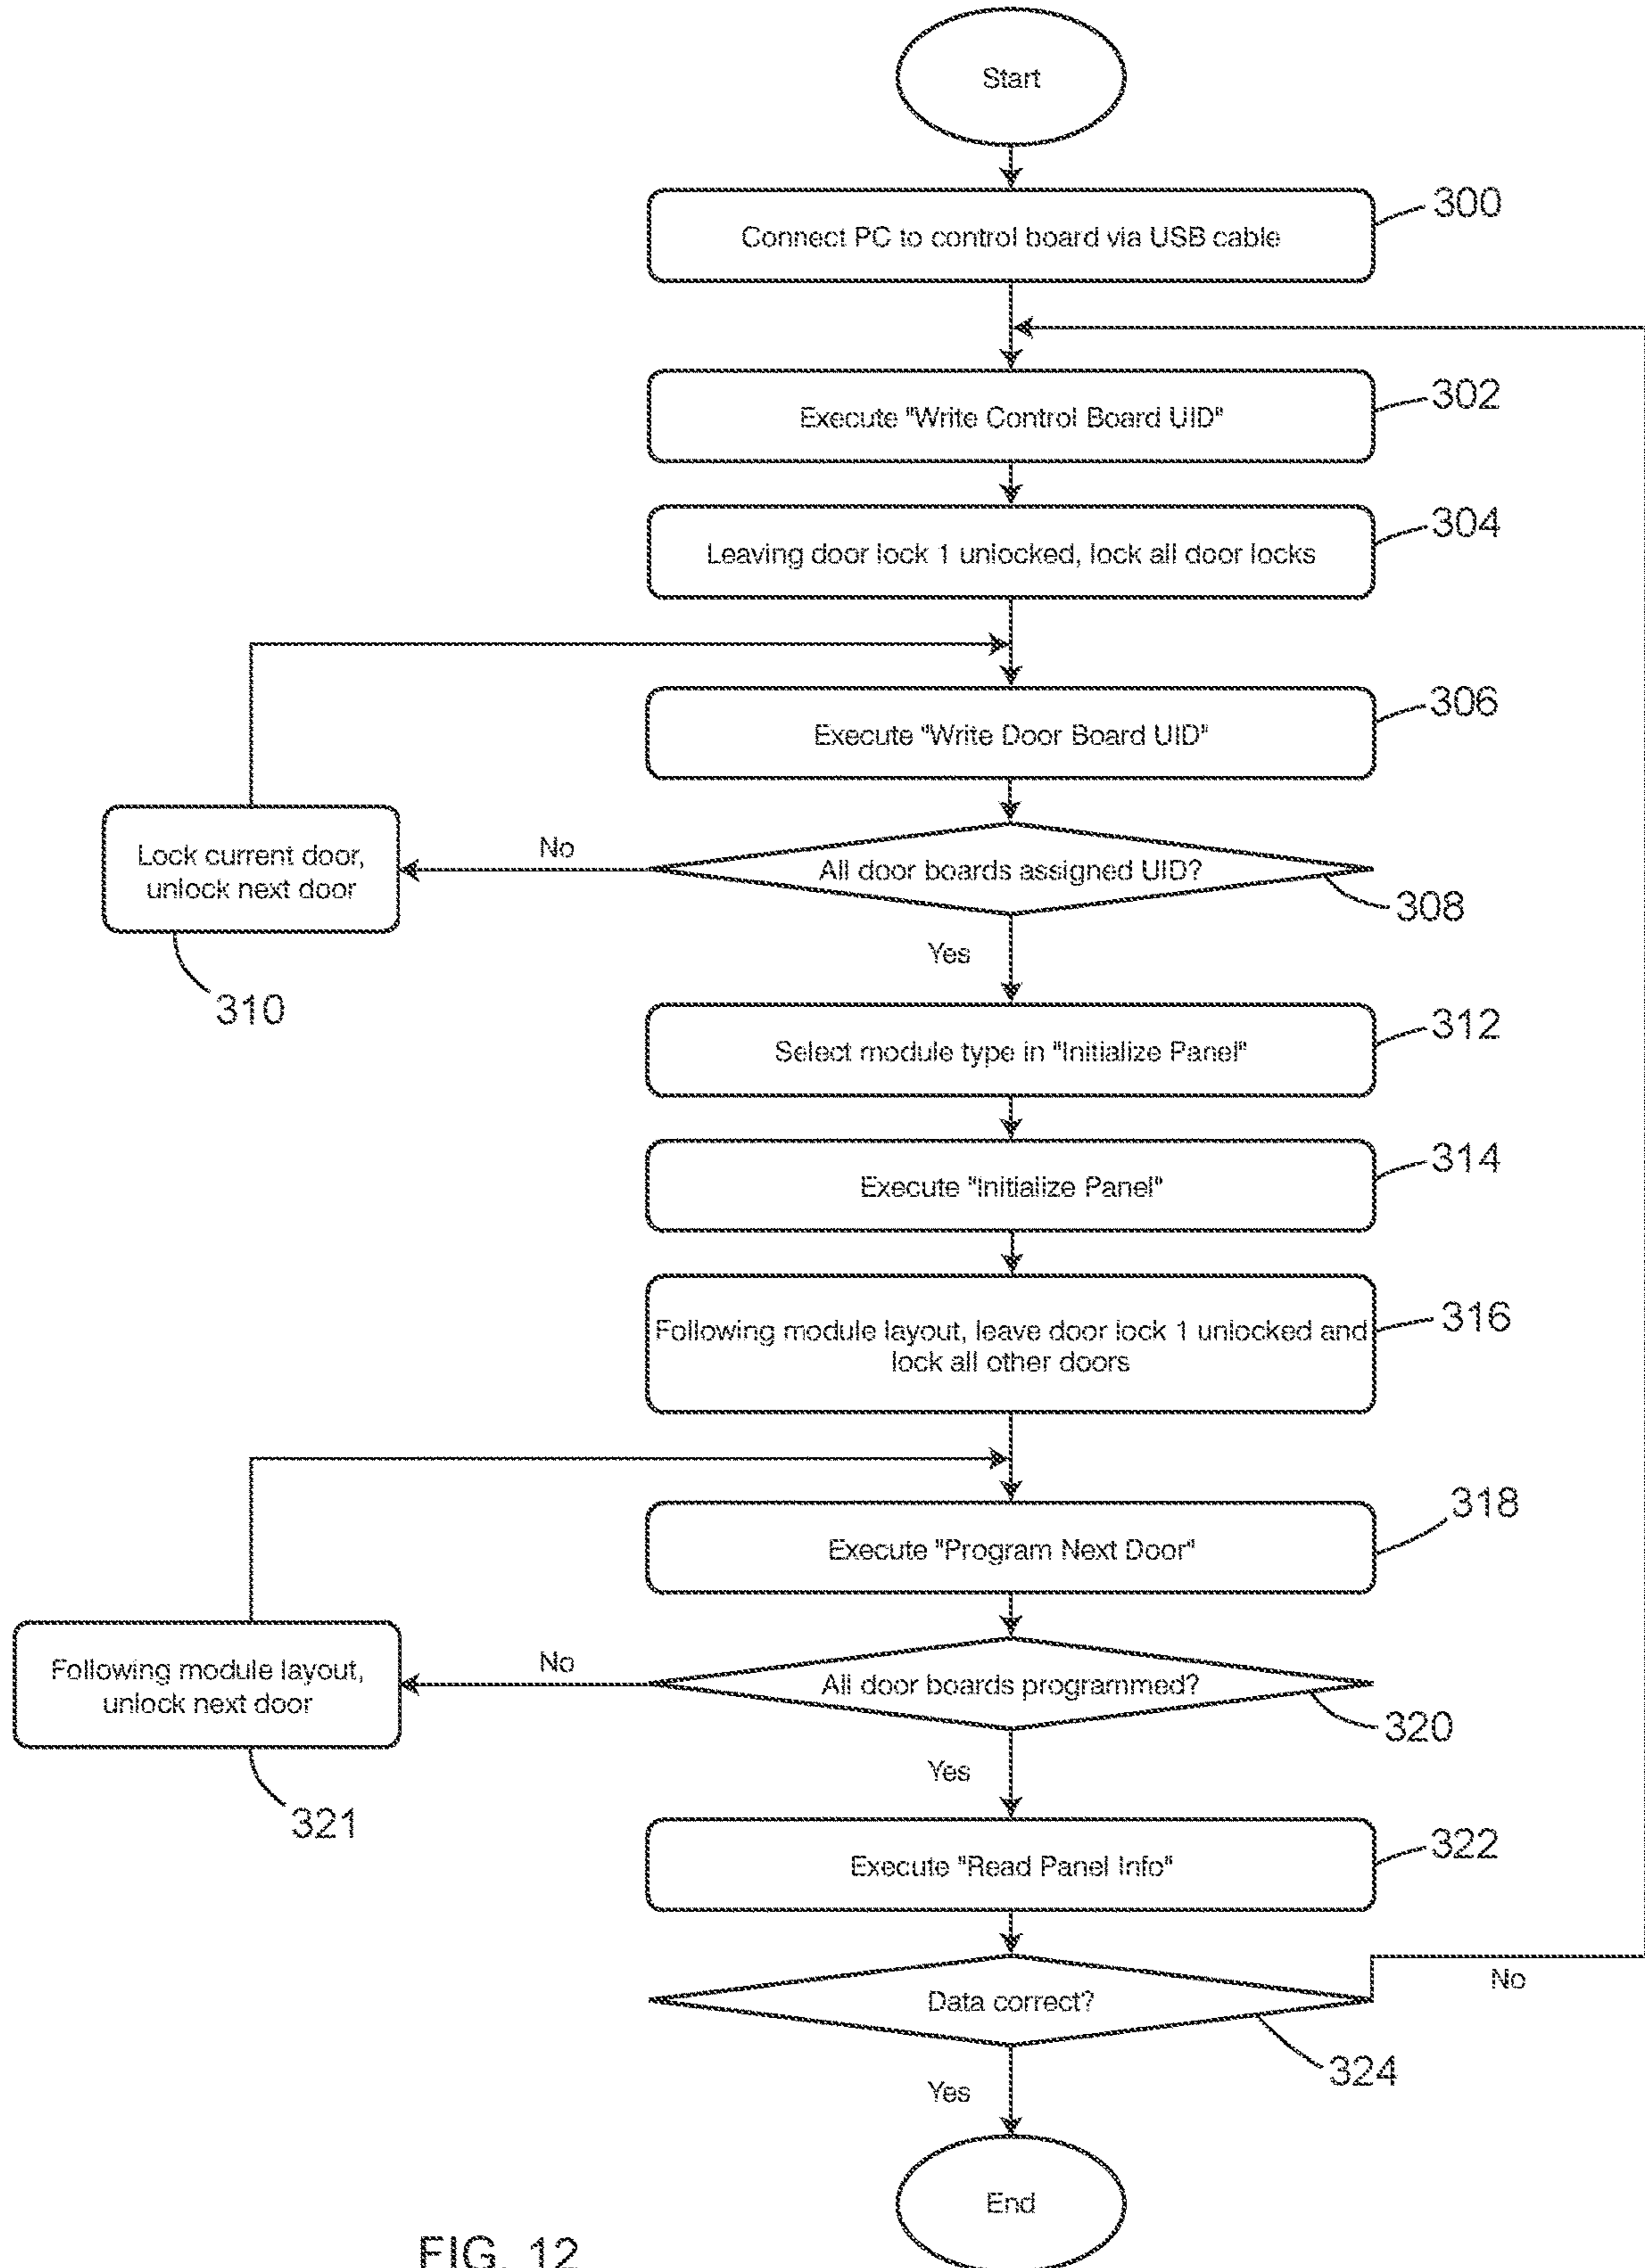 Start
300
Connect PC to control board via USB cable
302
Execute "Write Control Board UID"
304
Leaving door lock 1 unlocked, lock all door locks
306
Execute "Write Door Board UID"
Lock current door,
unlock next door
No
All door boards assigned UID?
308
310
Yes
312
Select module type in "Initialize Panel"
314
Execute "Initialize Panel"
316
Following module layout, leave door lock 1 unlocked and
lock all other doors
318
Execute "Program Next Door"
Following module layout,
unlock next door
No
All door boards programmed?
320
321
Yes
322
Execute "Read Panel Info"
No
Data correct?
324
Yes
End
FIG. 12